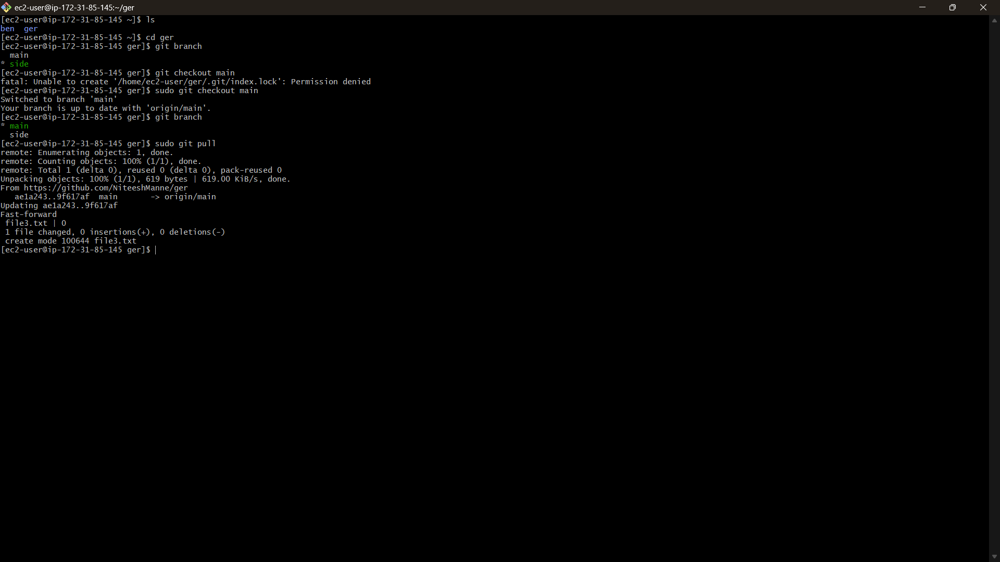 ec2-user@ip-172-31-85-145:~/ger
[ec2-user@ip-172-31-85-145 ~]$ ls
ben  ger
[ec2-user@ip-172-31-85-145 ~]$ cd ger
[ec2-user@ip-172-31-85-145 ger]$ git branch
  main
* side
[ec2-user@ip-172-31-85-145 ger]$ git checkout main
fatal: Unable to create '/home/ec2-user/ger/.git/index.lock': Permission denied
[ec2-user@ip-172-31-85-145 ger]$ sudo git checkout main
Switched to branch 'main'
Your branch is up to date with 'origin/main'.
[ec2-user@ip-172-31-85-145 ger]$ git branch
* main
  side
[ec2-user@ip-172-31-85-145 ger]$ sudo git pull
remote: Enumerating objects: 1, done.
remote: Counting objects: 100% (1/1), done.
remote: Total 1 (delta 0), reused 0 (delta 0), pack-reused 0
Unpacking objects: 100% (1/1), 619 bytes | 619.00 KiB/s, done.
From https://github.com/NiteeshManne/ger
   ae1a243..9f617af  main       -> origin/main
Updating ae1a243..9f617af
Fast-forward
 file3.txt | 0
 1 file changed, 0 insertions(+), 0 deletions(-)
 create mode 100644 file3.txt
[ec2-user@ip-172-31-85-145 ger]$